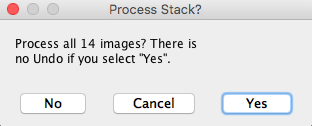 Process Stack?
Process all 14 images? There is
no Undo if you select "Yes".
No
Cancel
Yes